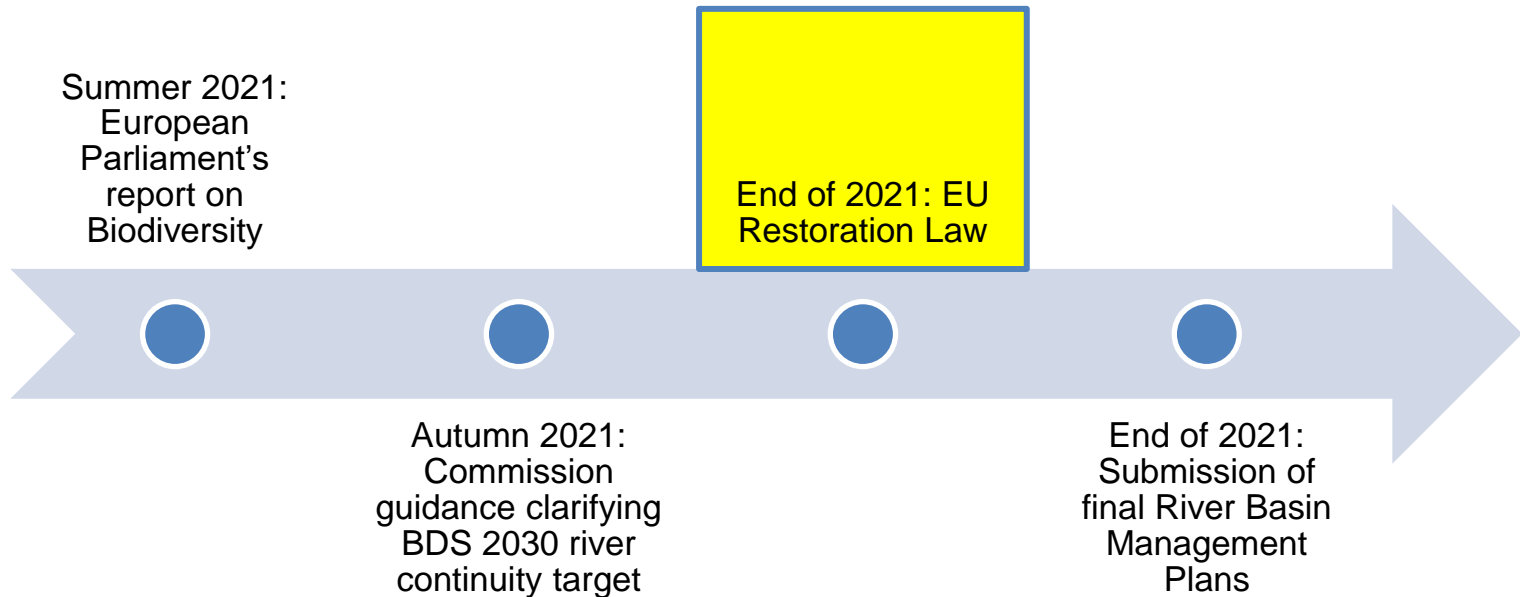 Summer 2021:
European
Parliament’s
report on
Biodiversity
Autumn 2021:
Commission
guidance clarifying
BDS 2030 river
continuity target
End of 2021: EU
Restoration Law
End of 2021:
Submission of
final River Basin
Management
Plans